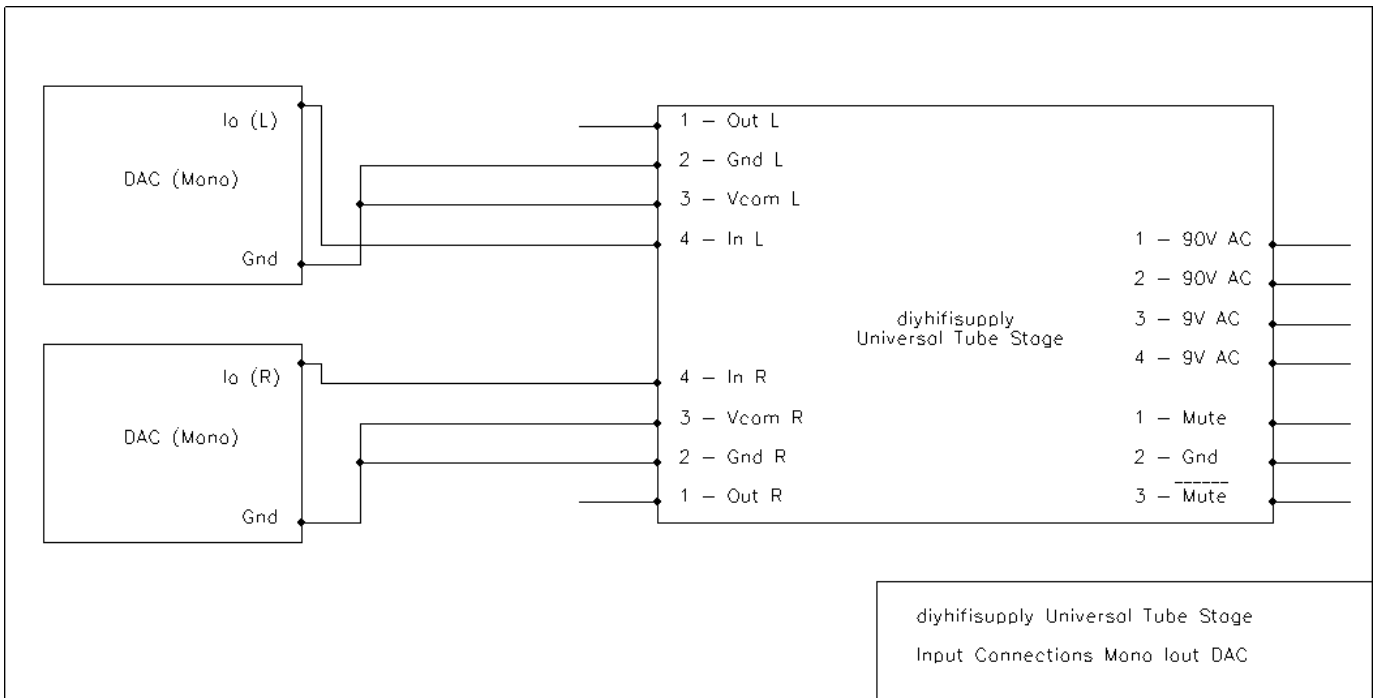 Io (L)
DAC (Mono)
Gnd
Io (R)
DAC (Mono)
Gnd
1 - Out L
2 - Gnd L
3 - Vcom L
4 - In L
4 - In R
3 - Vcom R
2 - Gnd R
1 - Out R
diyhifisupply
Universal Tube Stage
1 - 90V AC
2 - 90V AC
3 - 9V AC
4 - 9V AC
1 - Mute
2 - Gnd
3 - Mute
diyhifisupply Universal Tube Stage
Input Connections Mono Iout DAC